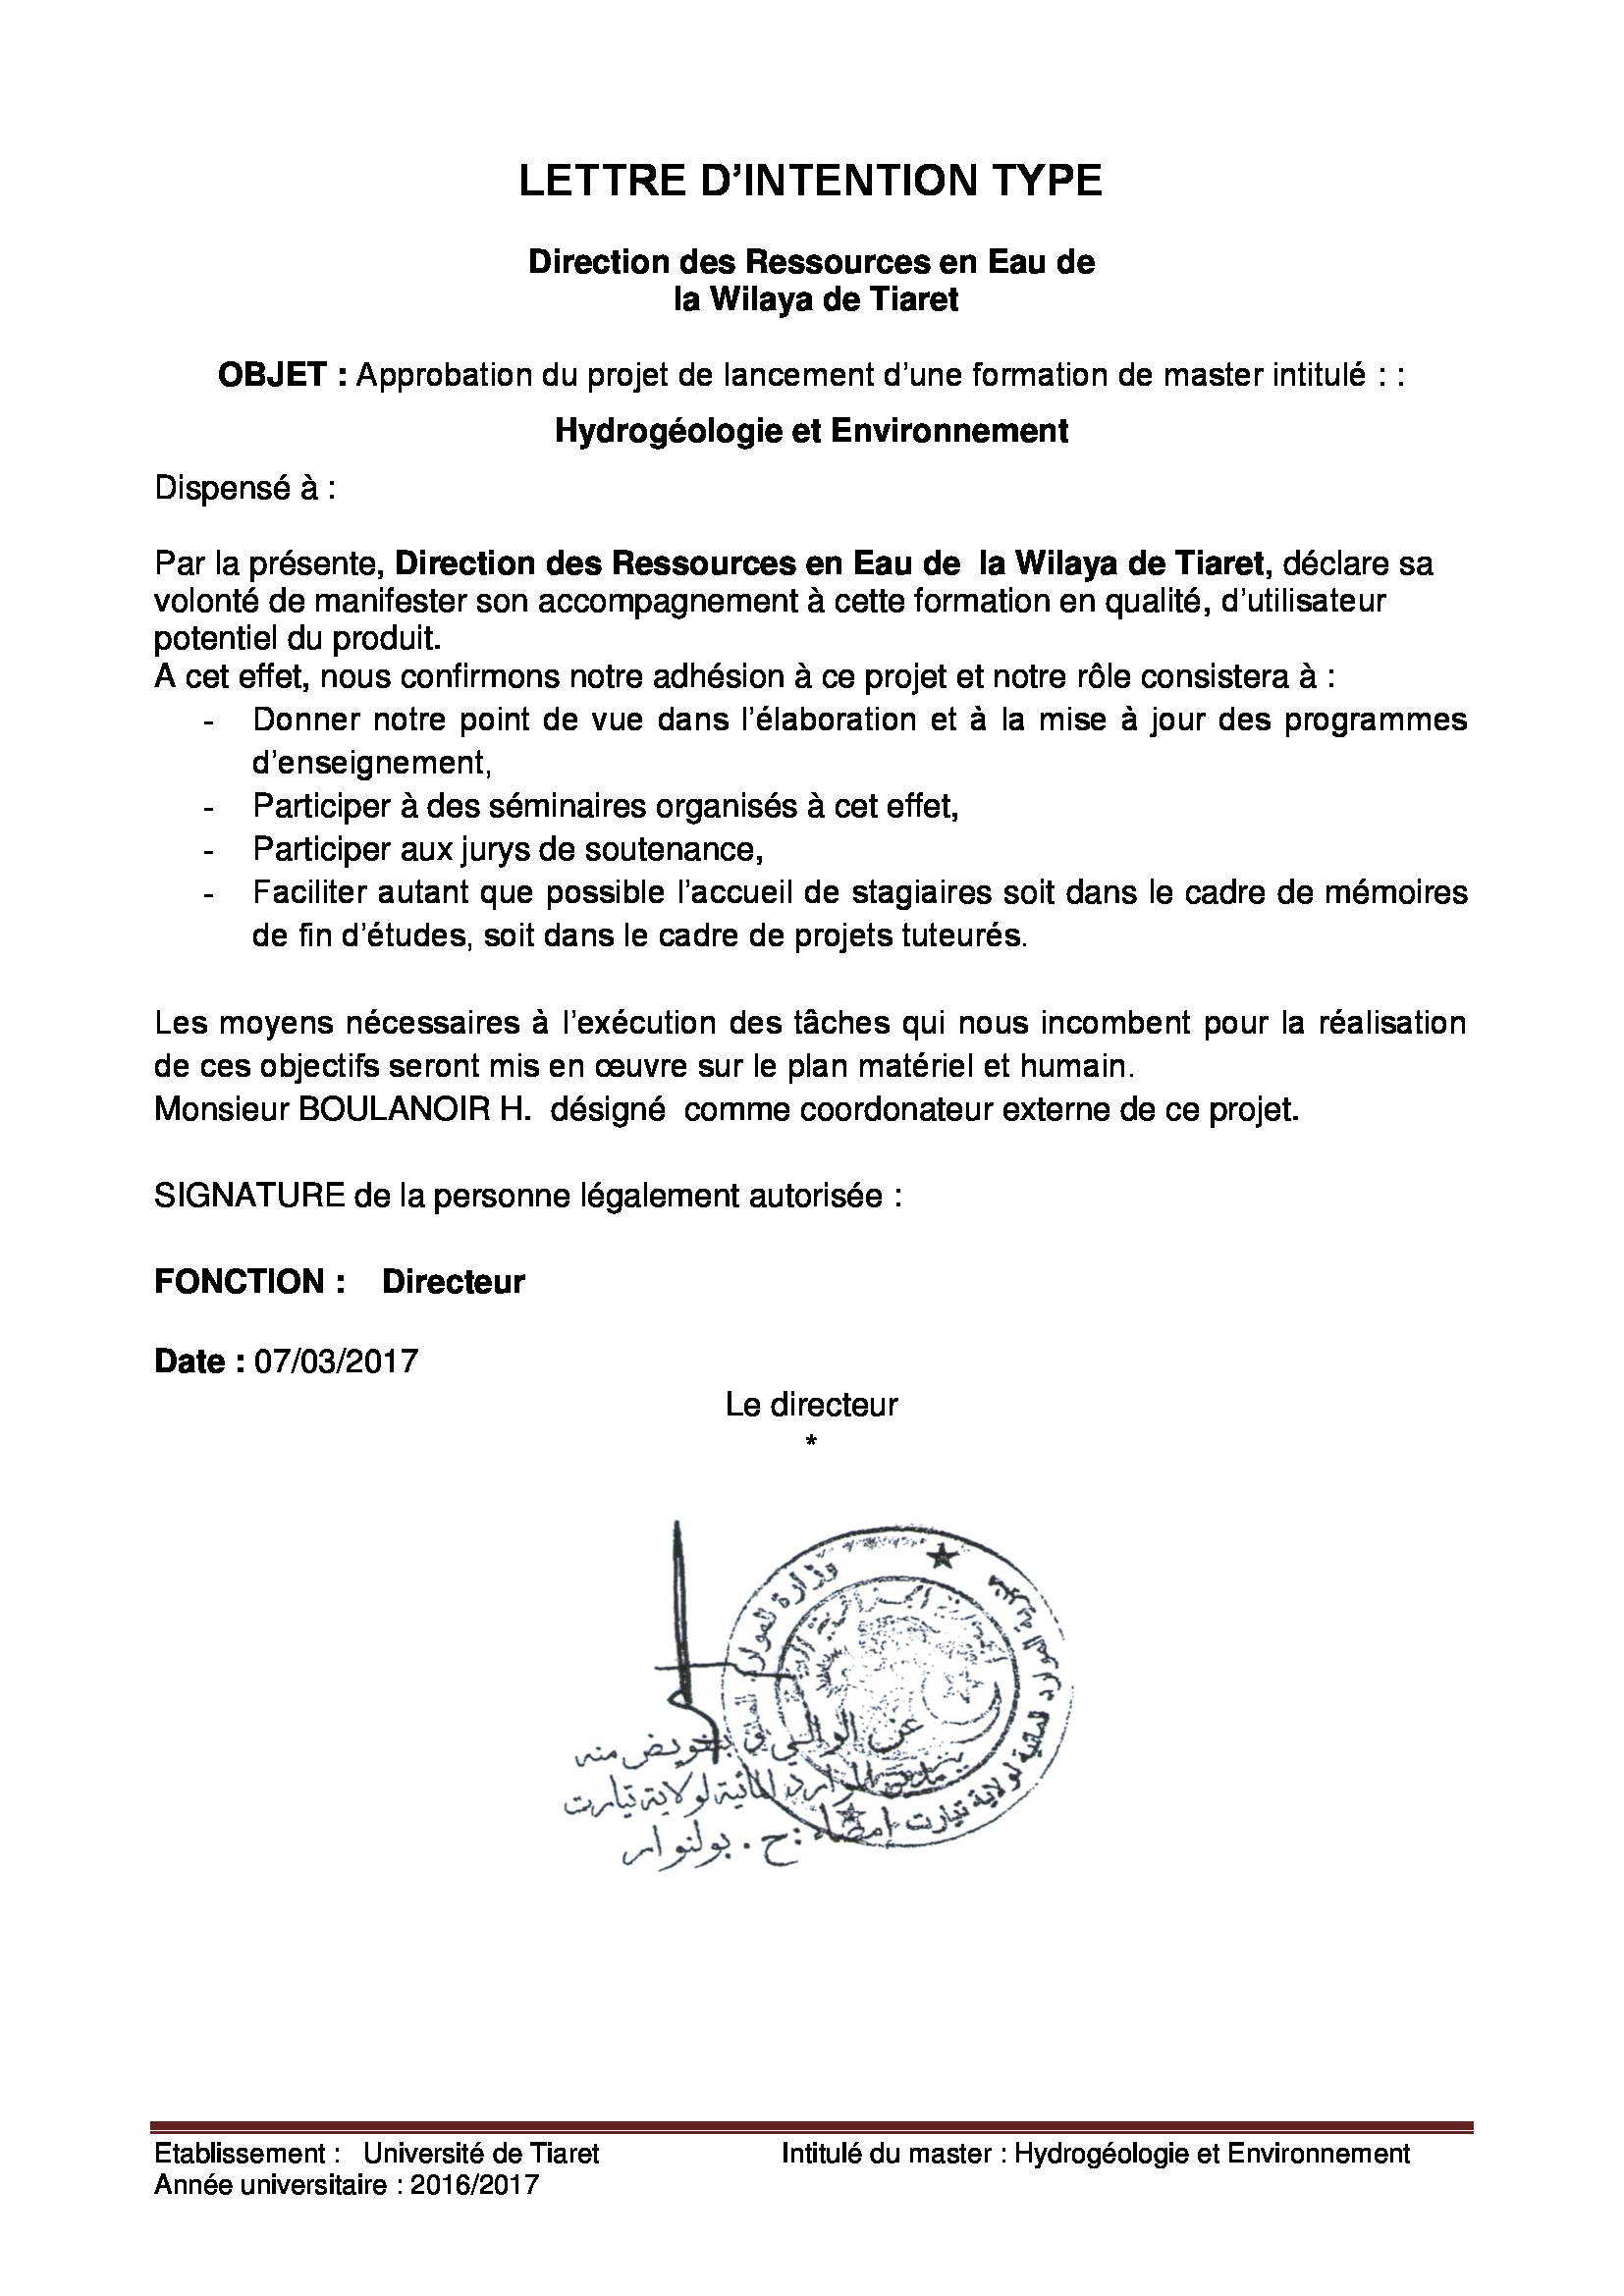 LETTRE D’INTENTION TYPE
Direction des Ressources en Eau de
la Wilaya de Tiaret
OBJET : Approbation du projet de lancement d’une formation de master intitulé : :
Hydrogéologie et Environnement
Dispensé à :
Par la présente, Direction des Ressources en Eau de  la Wilaya de Tiaret, déclare sa
volonté de manifester son accompagnement à cette formation en qualité, d’utilisateur
potentiel du produit.
A cet effet, nous confirmons notre adhésion à ce projet et notre rôle consistera à :
- Donner notre point de vue dans l’élaboration et à la mise à jour des programmes
d’enseignement,
- Participer à des séminaires organisés à cet effet,
- Participer aux jurys de soutenance,
- Faciliter autant que possible l’accueil de stagiaires soit dans le cadre de mémoires
de fin d’études, soit dans le cadre de projets tuteurés.
Les moyens nécessaires à l’exécution des tâches qui nous incombent pour la réalisation
de ces objectifs seront mis en œuvre sur le plan matériel et humain.
Monsieur BOULANOIR H.  désigné  comme coordonateur externe de ce projet.
SIGNATURE de la personne légalement autorisée :
FONCTION :    Directeur
Date : 07/03/2017
Le directeur
*
وزارة الموارد
المائية لولاية تيارت
عن الوالي و بتفويض منه
الموارد المائية لولاية تيارت
إمضاء : ح . بولنوار
Etablissement :   Université de Tiaret
Intitulé du master : Hydrogéologie et Environnement
Année universitaire : 2016/2017